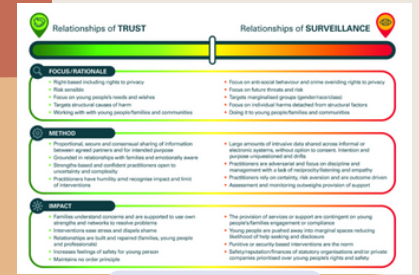 Relationships of TRUST
Relationships of SURVEILLANCE
FOCUS/RATIONALE
Right-based including rights to privacy
Risk sensible
Focus on young people's needs and wishes
Targets structural causes of harm
Working with with young people/families and communities
Focus on anti-social behaviour and crime overriding rights to privacy
Focus on future threats and risk
Targets marginalised groups (gender/race/class)
Focus on individual harms detached from structural factors
Doing it to young people/families/communities
METHOD
Proportional, secure and consensual sharing of information
between agreed partners and for intended purpose
Grounded in relationships with families and emotionally aware
Strengths-based and confident practitioners open to
uncertainty and complexity
Practitioners have humility and recognise impact and limit
of interventions
Large amounts of intrusive data shared across informal or
electronic systems, without option to consent. Intention and
purpose unquestioned and drifts
Practitioners are adversarial and focus on discipline and
management with a lack of reciprocity/listening and empathy
Practitioners rely on certainty, risk aversion and are outcome driven
Assessment and monitoring outweighs provision of support
IMPACT
Families understand concerns and are supported to use own
strengths and networks to resolve problems
Interventions ease stress and dispels shame
Relationships are built and repaired (families, young people
and professionals)
Increases feelings of safety for young person
Maintains no order principle
The provision of services or support are contingent on young
people's/families engagement or compliance
Young people are pushed away into marginal spaces reducing
likelihood of help seeking and disclosure
Punitive or security-based interventions are the norm
Safety/reputation/finances of statutory organisations and/or private
companies prioritised over young people's rights and safety